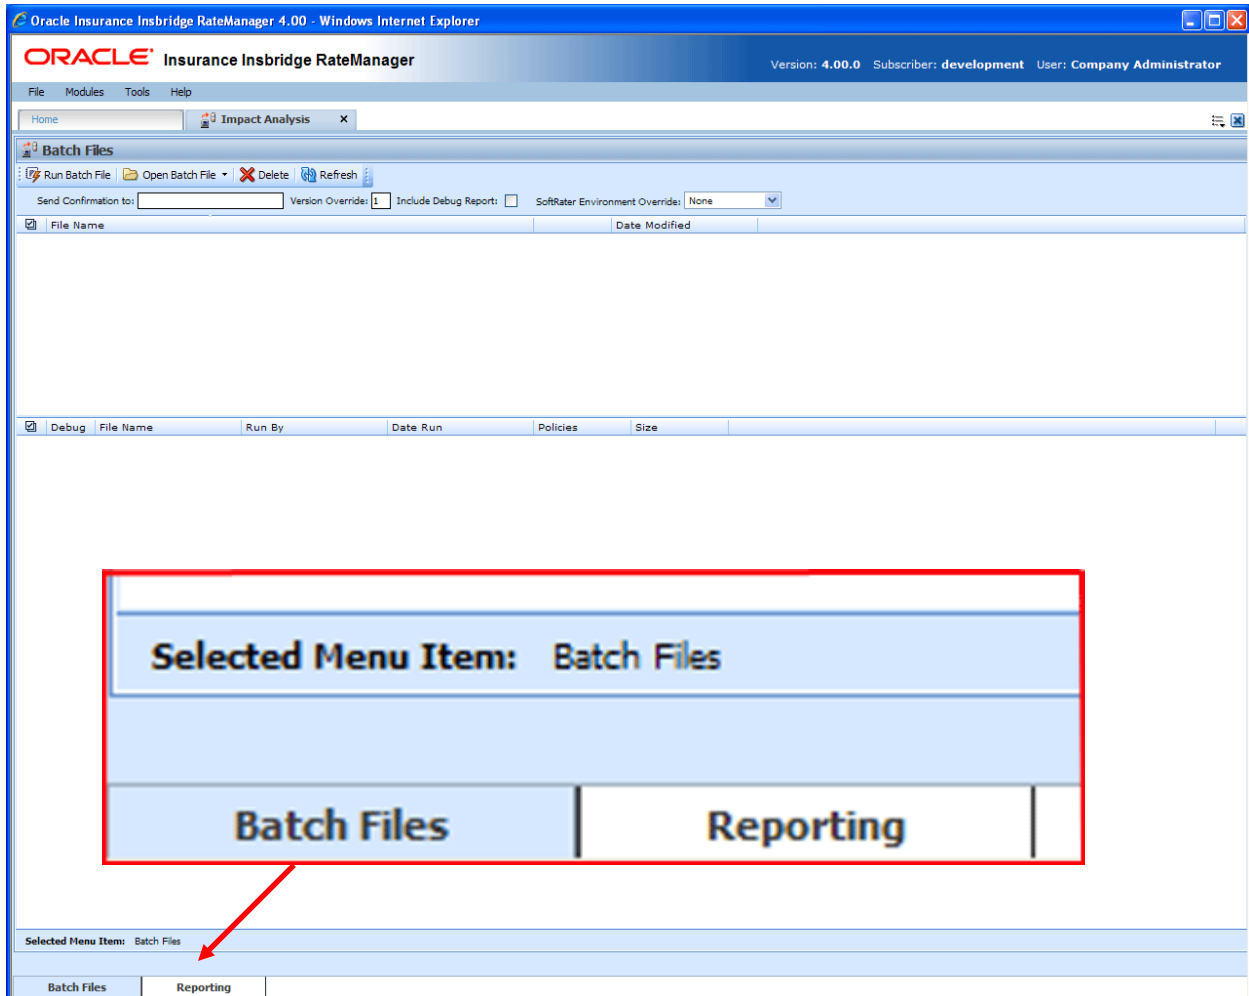 Oracle Insurance Insbridge RateManager 4.00 - Windows Internet Explorer
ORACLE Insurance Insbridge RateManager
Version: 4.00.0 Subscriber: development User: Company Administrator
File Modules Tools Help
Home Impact Analysis x
Batch Files
Run Batch File Open Batch File Delete Refresh
Send Confirmation to: Version Override: 1 Include Debug Report: SoftRater Environment Override: None
File Name Date Modified
Debug File Name Run By Date Run Policies Size
Selected Menu Item: Batch Files
Batch Files Reporting
Selected Menu Item: Batch Files
Batch Files Reporting